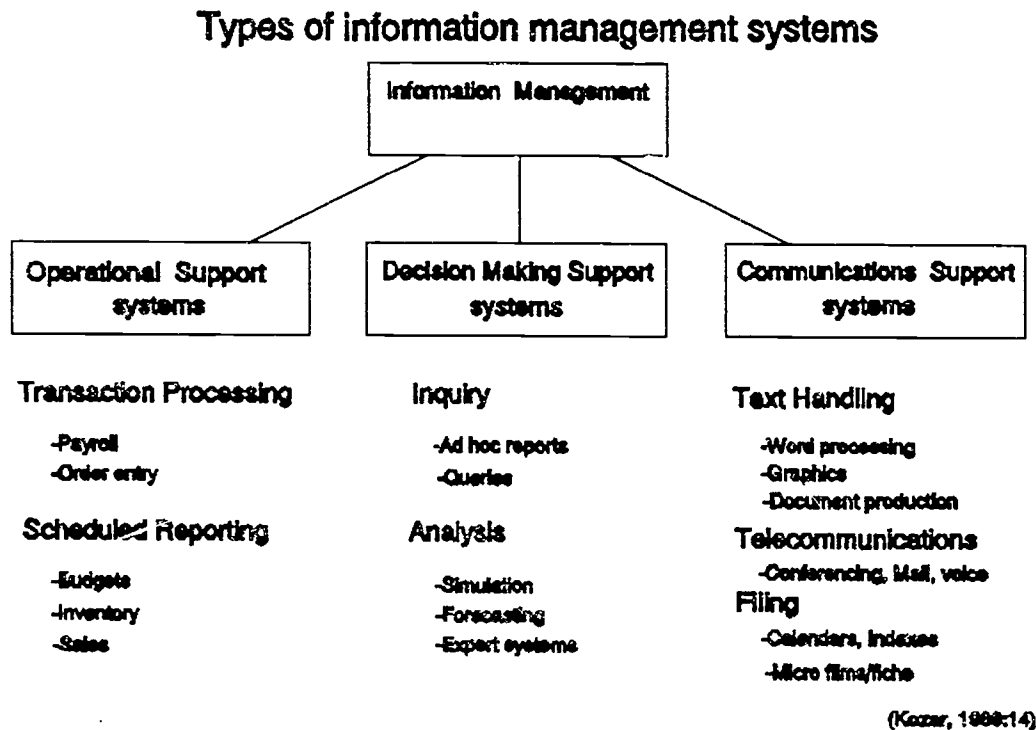 Types of information management systems
Information Management
Operational Support
systems
Decision Making Support
systems
Communications Support
systems
Transaction Processing
-Payroll
-Order entry
Scheduled Reporting
-Budgets
-Inventory
-Sales
Inquiry
-Ad hoc reports
-Queries
Analysis
-Simulation
-Forecasting
-Expert systems
Text Handling
-Word processing
-Graphics
-Document production
Telecommunications
-Conferencing, Mail, voice
Filing
-Calendars, Indexes
-Micro films/fiche
(Kozar,